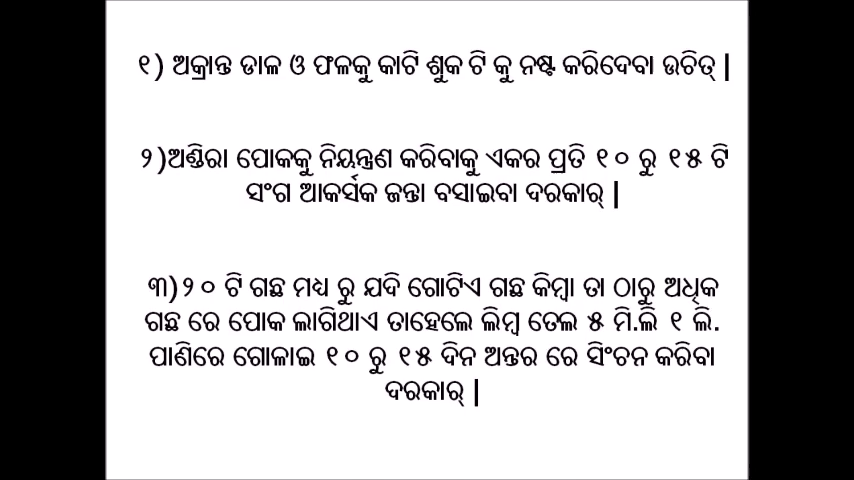 ୧) ଅକ୍ରାନ୍ତ ଡାଳ ଓ ଫଳକୁ କାଟି ଶୁକ ଟି କୁ ନଷ୍ଟ କରିଦେବା ଉଚିତ୍ |
୨)ଅଣ୍ଡିରା ପୋକକୁ ନିୟନ୍ତ୍ରଣ କରିବାକୁ ଏକର ପ୍ରତି ୧୦ ରୁ ୧୫ ଟି
ସଂଗ ଆକର୍ସକ ଜନ୍ତା ବସାଇବା ଦରକାର୍ |
୩)୨୦ ଟି ଗଛ ମଧ୍ୟ ରୁ ଯଦି ଗୋଟିଏ ଗଛ କିମ୍ବା ତା ଠାରୁ ଅଧିକ
ଗଛ ରେ ପୋକ ଲାଗିଥାଏ ତାହେଲେ ଲିମ୍ବ ତେଲ ୫ ମି.ଲି ୧ ଲି.
ପାଣିରେ ଗୋଳାଇ ୧୦ ରୁ ୧୫ ଦିନ ଅନ୍ତର ରେ ସିଂଚନ କରିବା
ଦରକାର୍ |